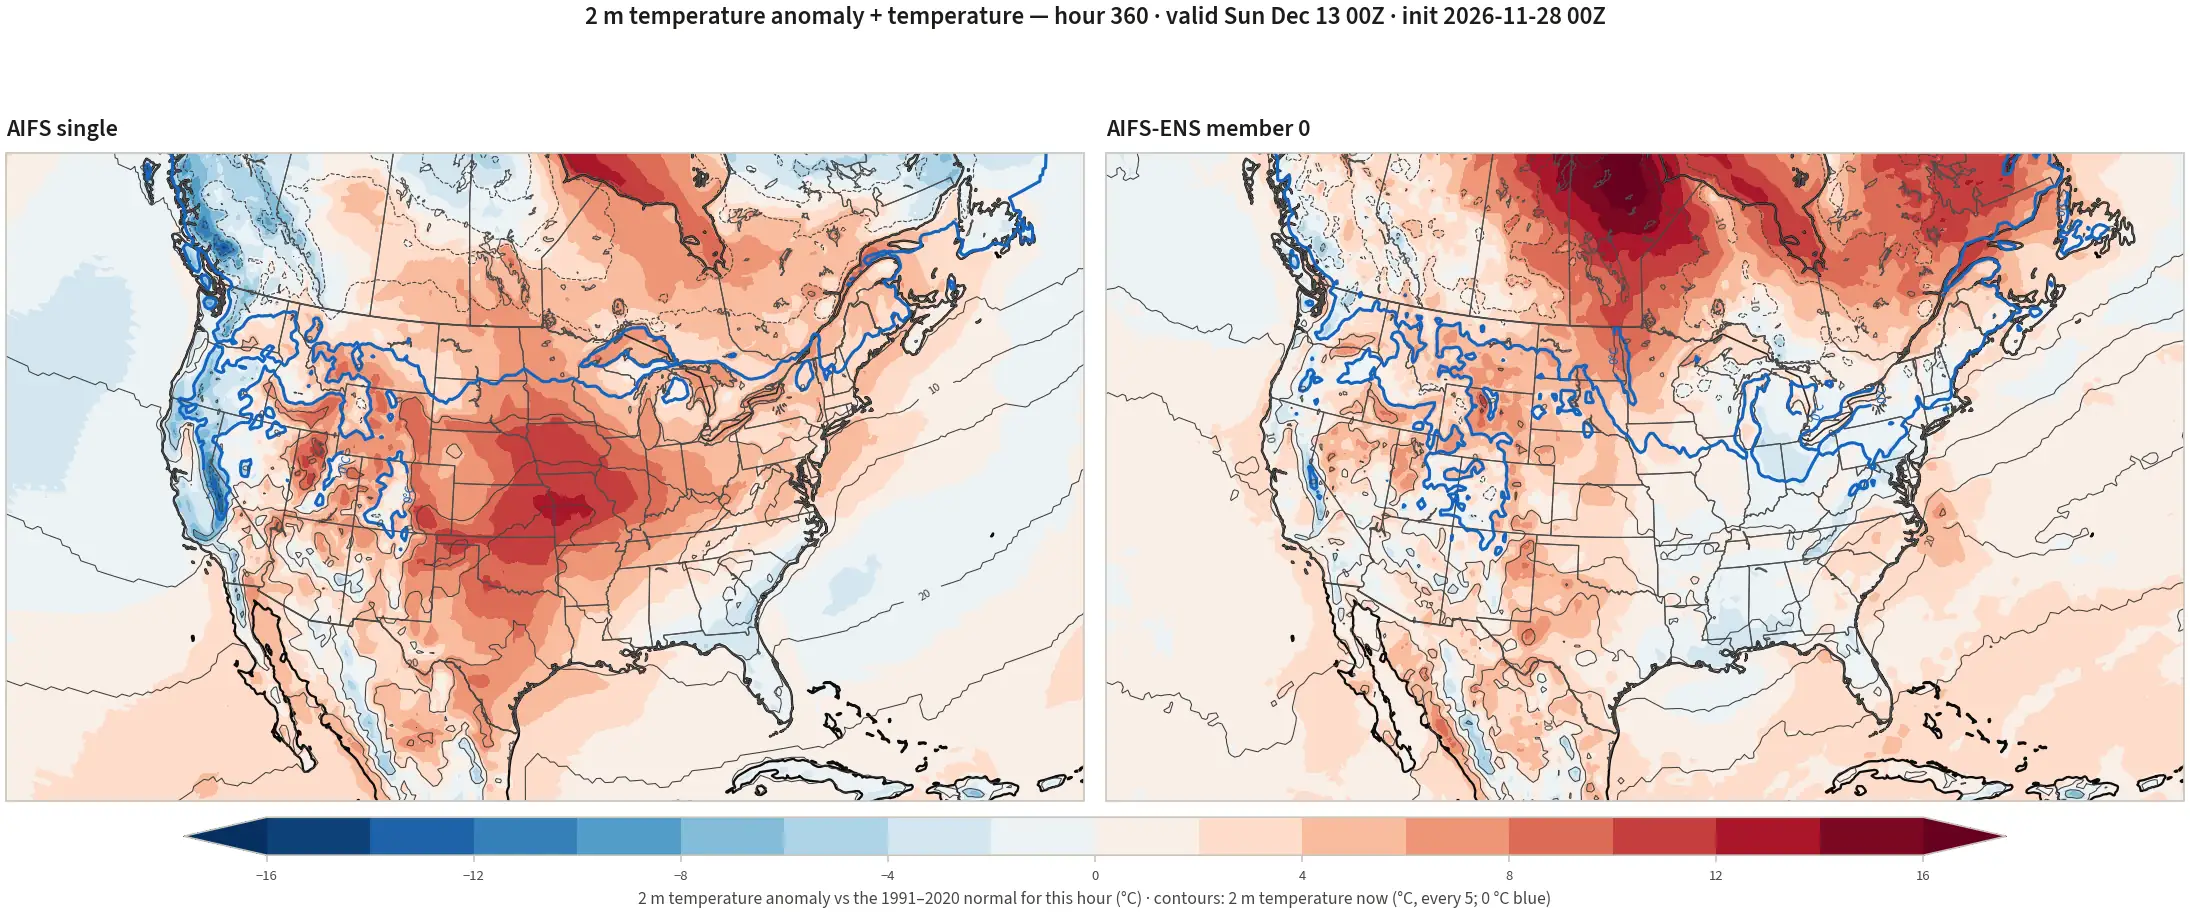 2 m temperature anomaly + temperature — hour 360 · valid Sun Dec 13 00Z · init 2026-11-28 00Z
AIFS single
AIFS-ENS member 0
10
20
−16 −12 −8 −4 0 4 8 12 16
2 m temperature anomaly vs the 1991–2020 normal for this hour (°C) · contours: 2 m temperature now (°C, every 5; 0 °C blue)